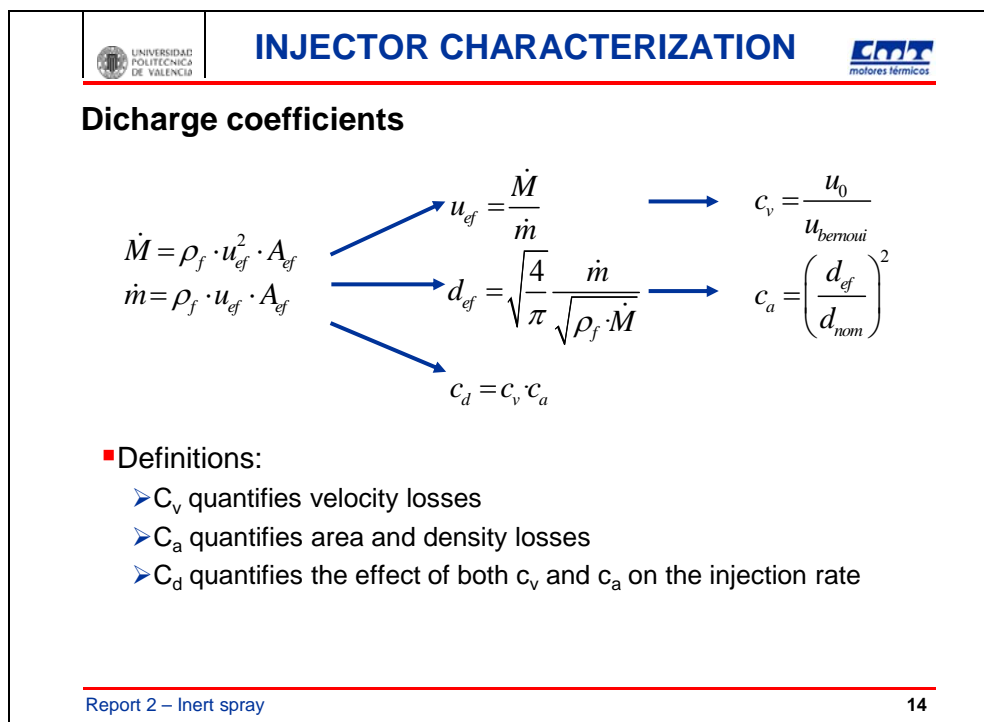 UNIVERSIDAD
POLITECNICA
DE VALENCIA
INJECTOR CHARACTERIZATION
CMT
motores térmicos
Dicharge coefficients
Ṁ = ρ_f · u_ef^2 · A_ef
ṁ = ρ_f · u_ef · A_ef
u_ef = Ṁ / ṁ
c_v = u_0 / u_bernoui
d_ef = √(4/π) ṁ / √(ρ_f · Ṁ)
c_a = (d_ef / d_nom)^2
c_d = c_v · c_a
▪Definitions:
➢C_v quantifies velocity losses
➢C_a quantifies area and density losses
➢C_d quantifies the effect of both c_v and c_a on the injection rate
Report 2 – Inert spray
14